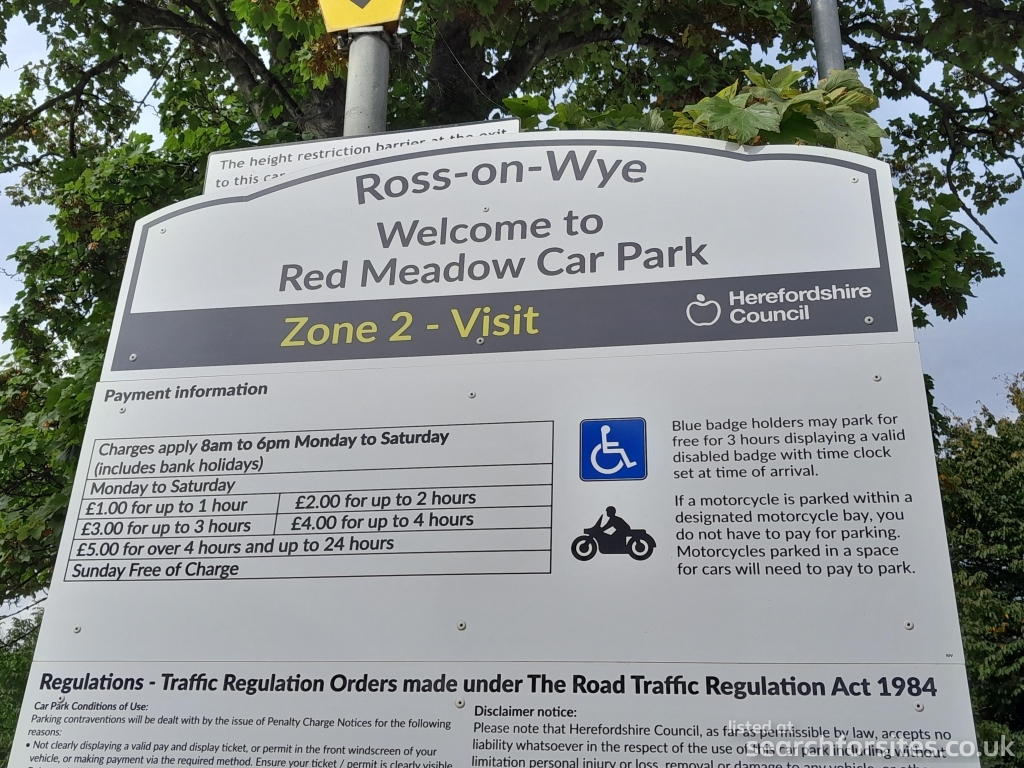 The height restriction barrier at the exit
to this car
Ross-on-Wye
Welcome to
Red Meadow Car Park
Zone 2 - Visit
Herefordshire
Council
Payment information
Charges apply 8am to 6pm Monday to Saturday
(includes bank holidays)
Monday to Saturday
£1.00 for up to 1 hour
£2.00 for up to 2 hours
£3.00 for up to 3 hours
£4.00 for up to 4 hours
£5.00 for over 4 hours and up to 24 hours
Sunday Free of Charge
Blue badge holders may park for
free for 3 hours displaying a valid
disabled badge with time clock
set at time of arrival.
If a motorcycle is parked within a
designated motorcycle bay, you
do not have to pay for parking.
Motorcycles parked in a space
for cars will need to pay to park.
Regulations - Traffic Regulation Orders made under The Road Traffic Regulation Act 1984
Car Park Conditions of Use:
Parking contraventions will be dealt with by the issue of Penalty Charge Notices for the following
reasons:
• Not clearly displaying a valid pay and display ticket, or permit in the front windscreen of your
vehicle, or making payment via the required method. Ensure your ticket / permit is clearly visible
Disclaimer notice:
Please note that Herefordshire Council, as far as permissible by law, accepts no
liability whatsoever in the respect of the use of this car park including without
limitation personal injury or loss, removal or damage to any vehicle, or
listed at
searchforsites.co.uk